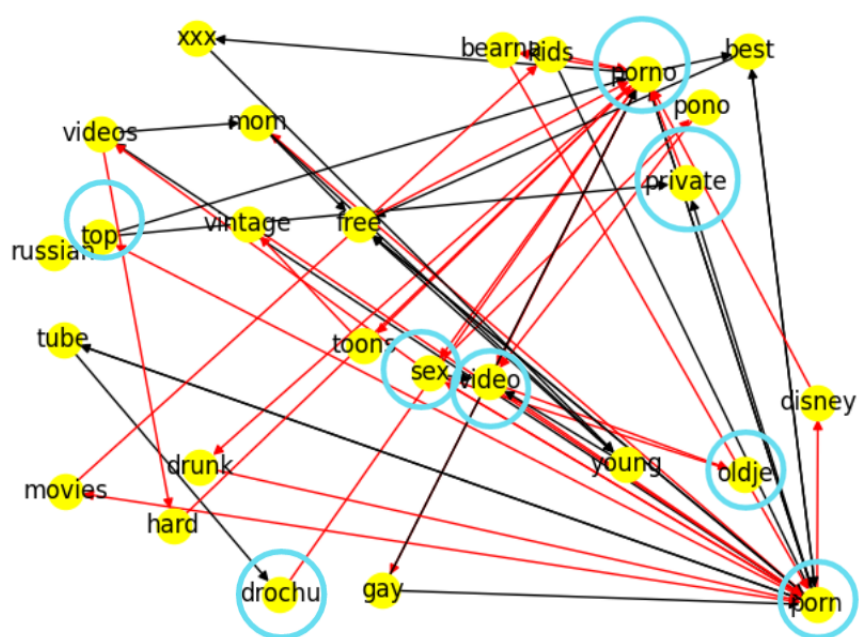 xxx
bearnn
kids
porno
best
pono
videos
mom
private
top
vintage
free
russian
tube
toons
sex
video
disney
drunk
young
oldje
movies
hard
drochu
gay
porn